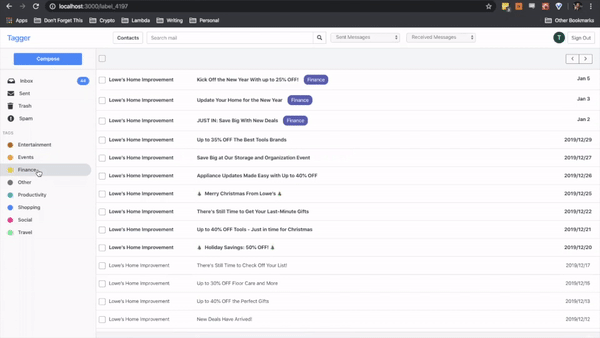 localhost:3000/label_4197
Apps Don't Forget This Crypto Lambda Writing Personal Other Bookmarks
Tagger Contacts Search mail Sent Messages Received Messages T Sign Out
Compose
Inbox All
Sent
Trash
Spam
TAGS
Entertainment
Events
Finance
Other
Productivity
Shopping
Social
Travel
Lowe's Home Improvement Kick Off the New Year With up to 25% OFF! Finance Jan 5
Lowe's Home Improvement Update Your Home for the New Year Finance Jan 3
Lowe's Home Improvement JUST IN: Save Big With New Deals Finance Jan 2
Lowe's Home Improvement Up to 35% OFF The Best Tools Brands 2019/12/29
Lowe's Home Improvement Save Big at Our Storage and Organization Event 2019/12/27
Lowe's Home Improvement Appliance Updates Made Easy with Up to 40% OFF 2019/12/26
Lowe's Home Improvement 🎄 Merry Christmas From Lowe's 🎄 2019/12/25
Lowe's Home Improvement There's Still Time to Get Your Last-Minute Gifts 2019/12/22
Lowe's Home Improvement Up to 40% OFF Tools - Just in time for Christmas 2019/12/21
Lowe's Home Improvement 🎄 Holiday Savings: 50% OFF! 🎄 2019/12/20
Lowe's Home Improvement There's Still Time to Check Off Your List! 2019/12/17
Lowe's Home Improvement Up to 30% OFF Floor Care and More 2019/12/16
Lowe's Home Improvement Up to 40% OFF the Perfect Gifts 2019/12/13
Lowe's Home Improvement New Deals Have Arrived! 2019/12/12